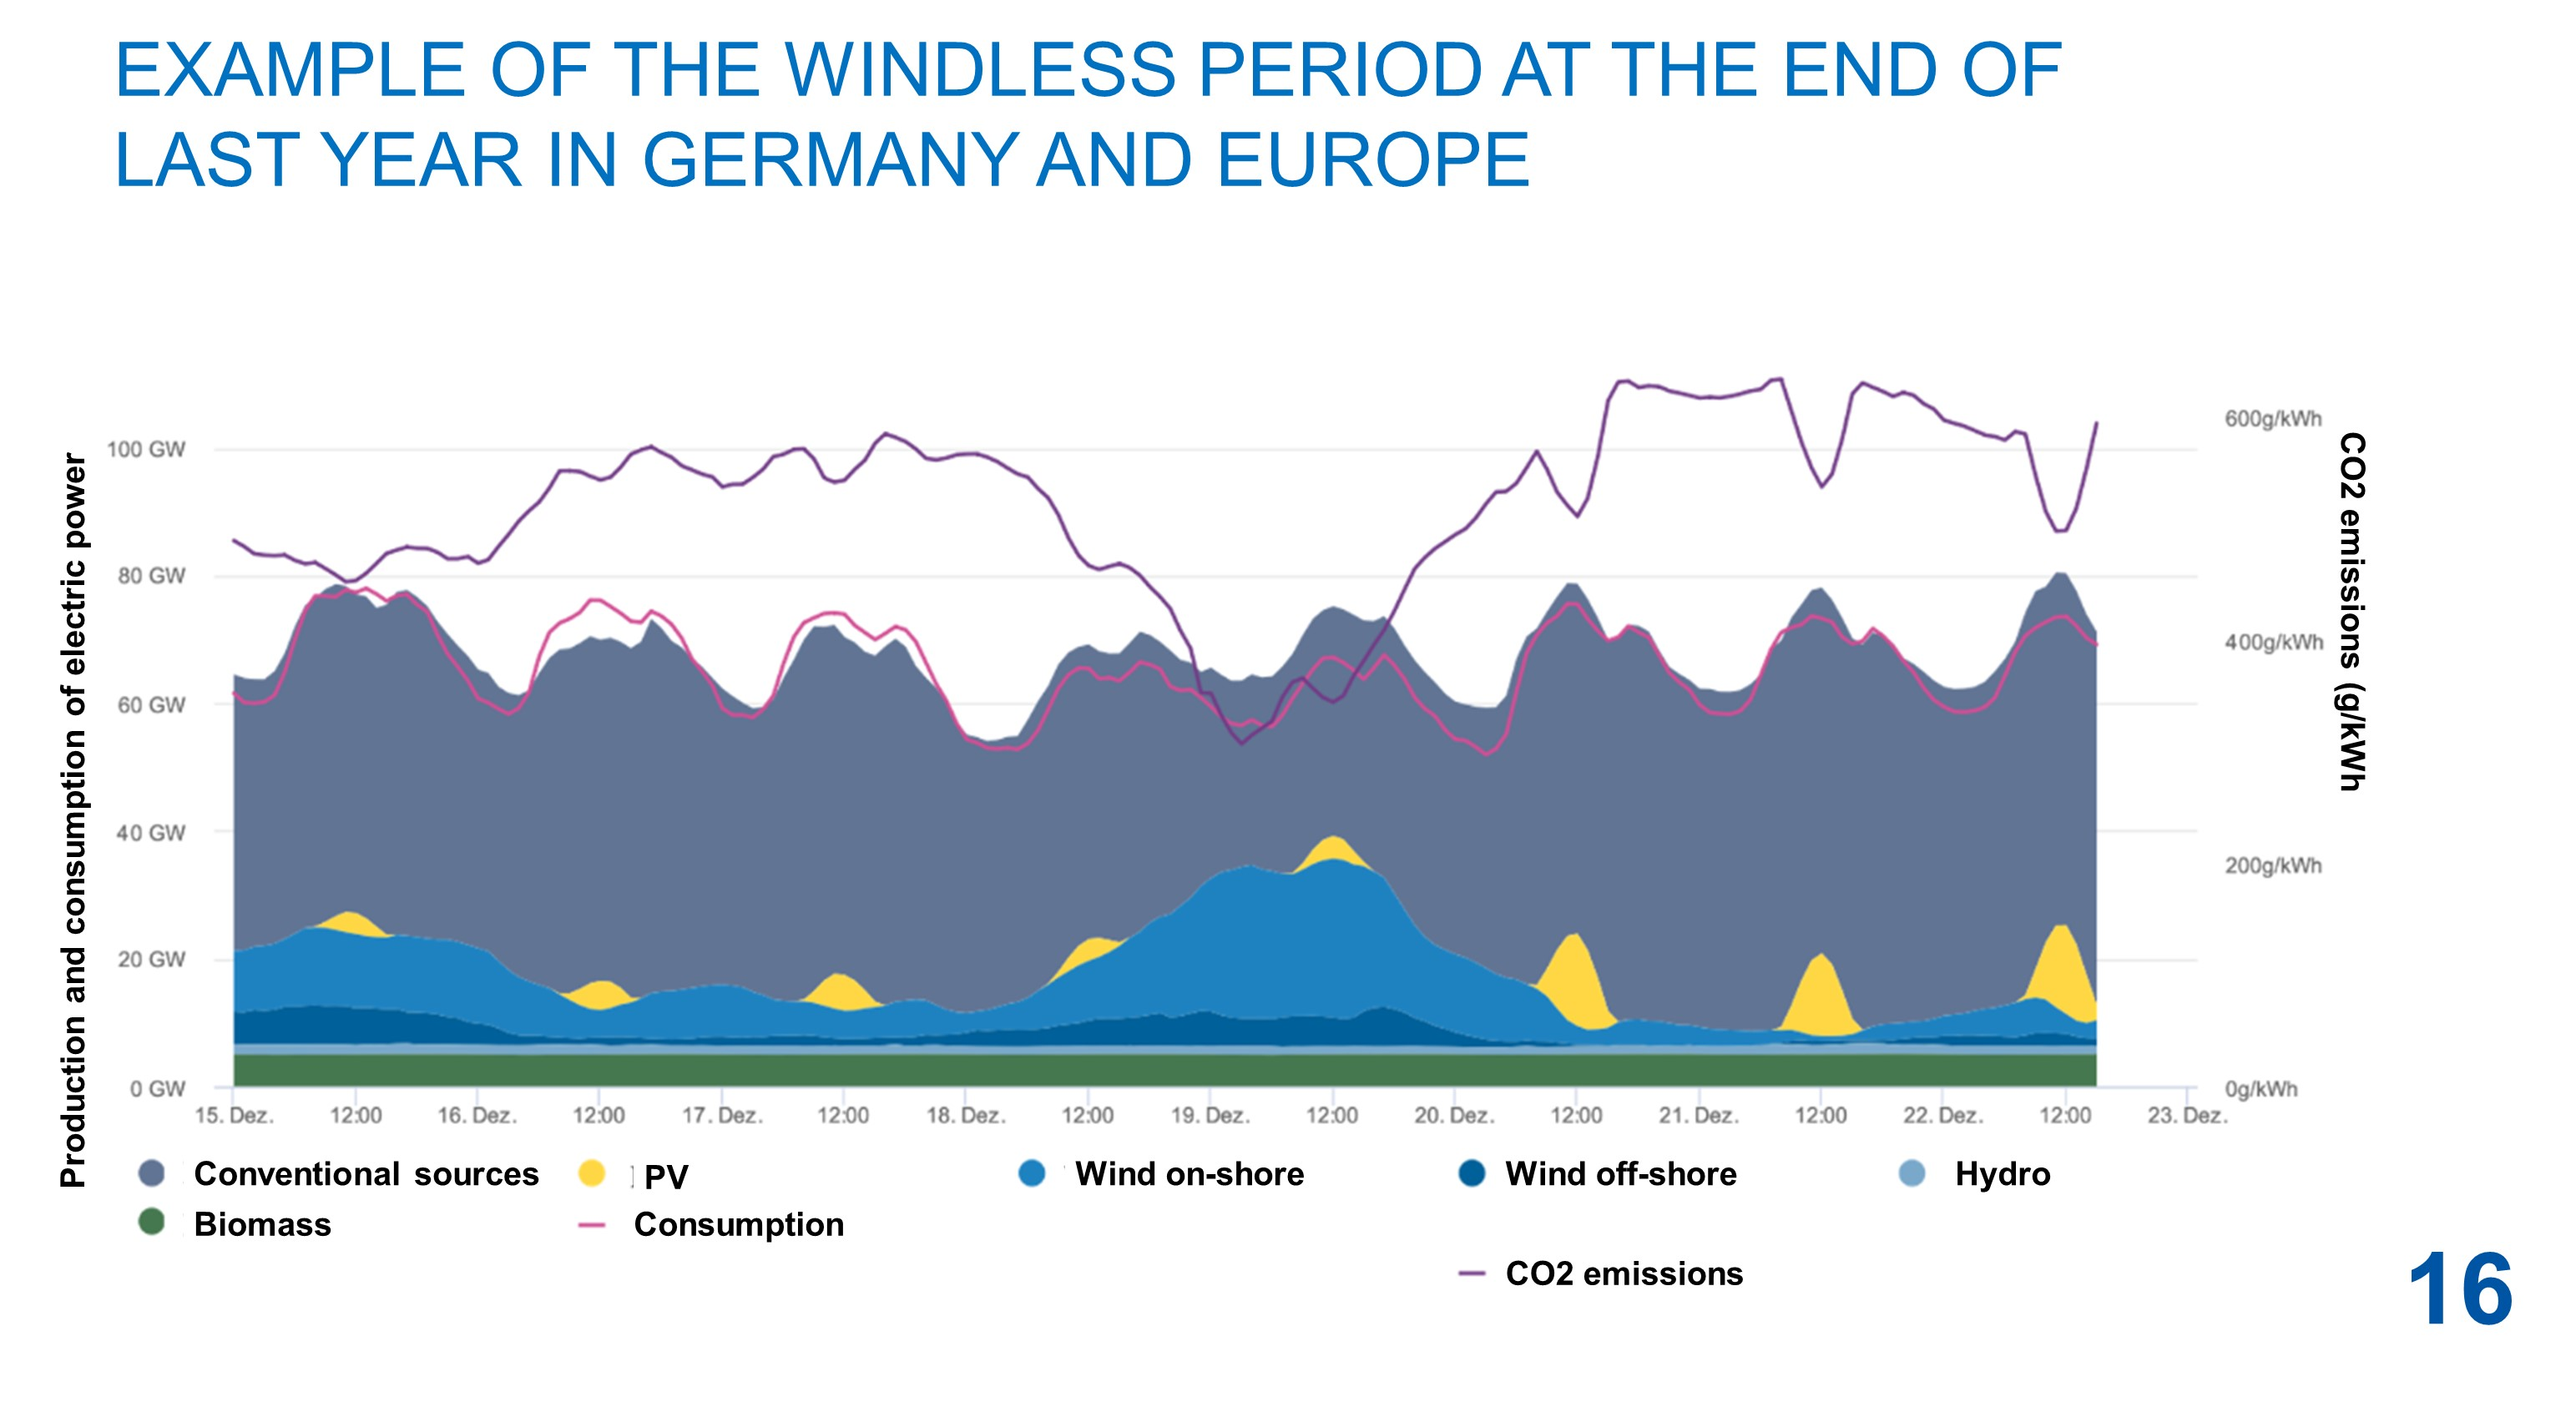 EXAMPLE OF THE WINDLESS PERIOD AT THE END OF
LAST YEAR IN GERMANY AND EUROPE
Production and consumption of electric power
100 GW
80 GW
60 GW
40 GW
20 GW
0 GW
600g/kWh
400g/kWh
200g/kWh
0g/kWh
CO2 emissions (g/kWh
15. Dez.
12:00
16. Dez.
12:00
17. Dez.
12:00
18. Dez.
12:00
19. Dez.
12:00
20. Dez.
12:00
21. Dez.
12:00
22. Dez.
12:00
23. Dez.
Conventional sources
PV
Wind on-shore
Wind off-shore
Hydro
Biomass
Consumption
CO2 emissions
16